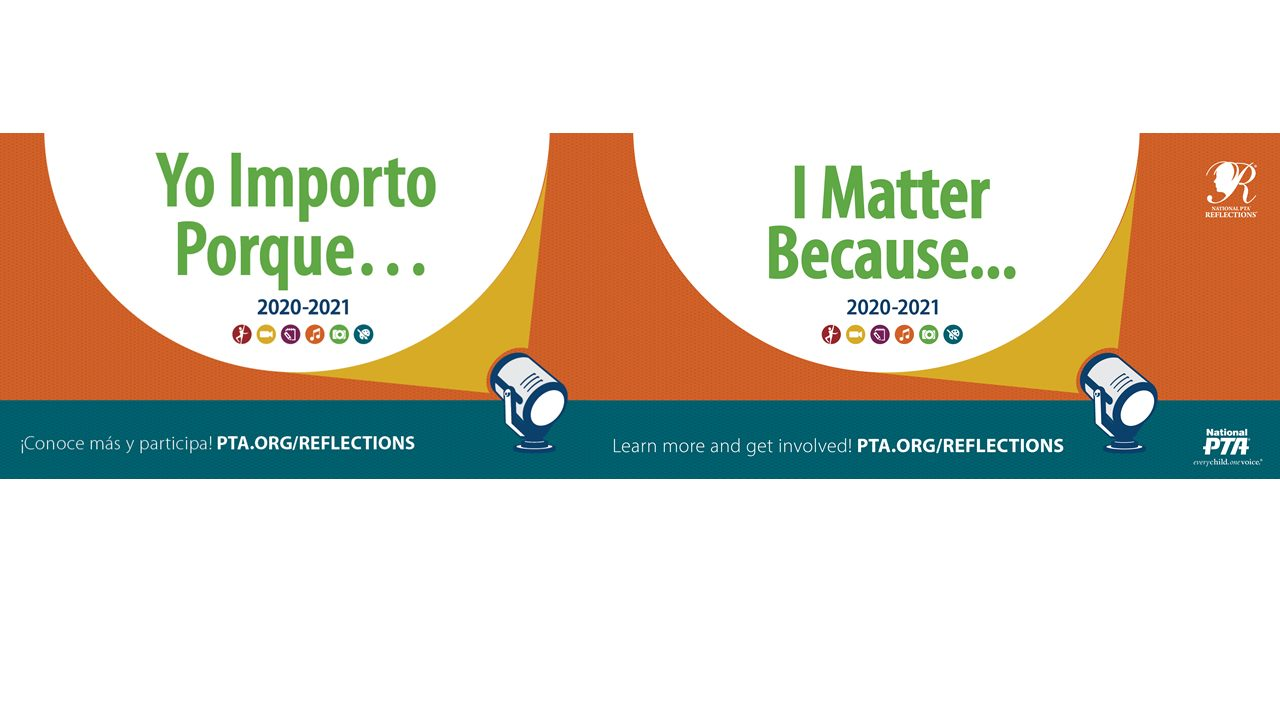 Yo Importo
Porque...
2020-2021
¡Conoce más y participa! PTA.ORG/REFLECTIONS
I Matter
Because...
2020-2021
Learn more and get involved! PTA.ORG/REFLECTIONS
R
NATIONAL PTA®
REFLECTIONS®
National
PTA®
everychild.onevoice.®